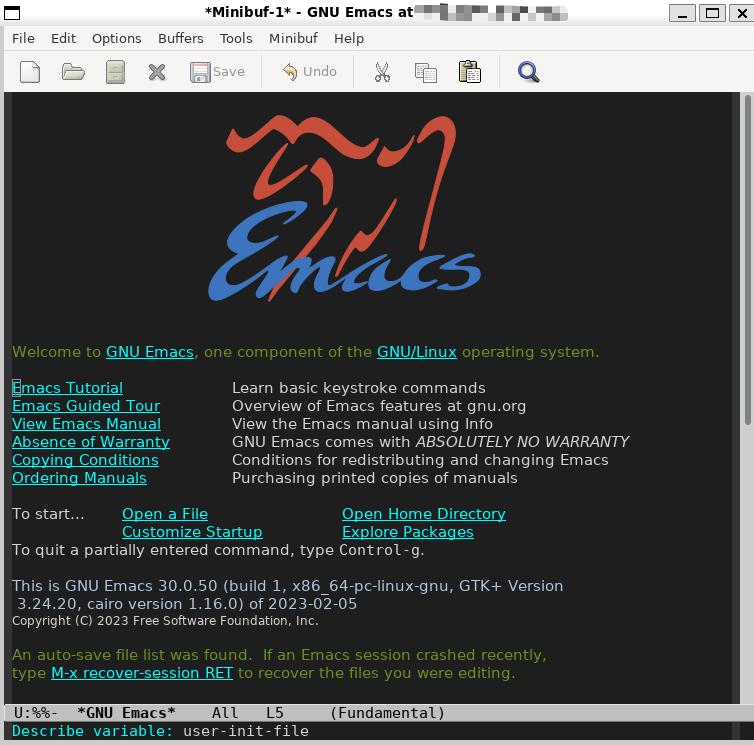 *Minibuf-1* - GNU Emacs at
File Edit Options Buffers Tools Minibuf Help
Save Undo
Emacs
Welcome to GNU Emacs, one component of the GNU/Linux operating system.
Emacs Tutorial Learn basic keystroke commands
Emacs Guided Tour Overview of Emacs features at gnu.org
View Emacs Manual View the Emacs manual using Info
Absence of Warranty GNU Emacs comes with ABSOLUTELY NO WARRANTY
Copying Conditions Conditions for redistributing and changing Emacs
Ordering Manuals Purchasing printed copies of manuals
To start... Open a File Open Home Directory
Customize Startup Explore Packages
To quit a partially entered command, type Control-g.
This is GNU Emacs 30.0.50 (build 1, x86_64-pc-linux-gnu, GTK+ Version
3.24.20, cairo version 1.16.0) of 2023-02-05
Copyright (C) 2023 Free Software Foundation, Inc.
An auto-save file list was found.  If an Emacs session crashed recently,
type M-x recover-session RET to recover the files you were editing.
U:%%-  *GNU Emacs*    All   L5     (Fundamental)
Describe variable: user-init-file